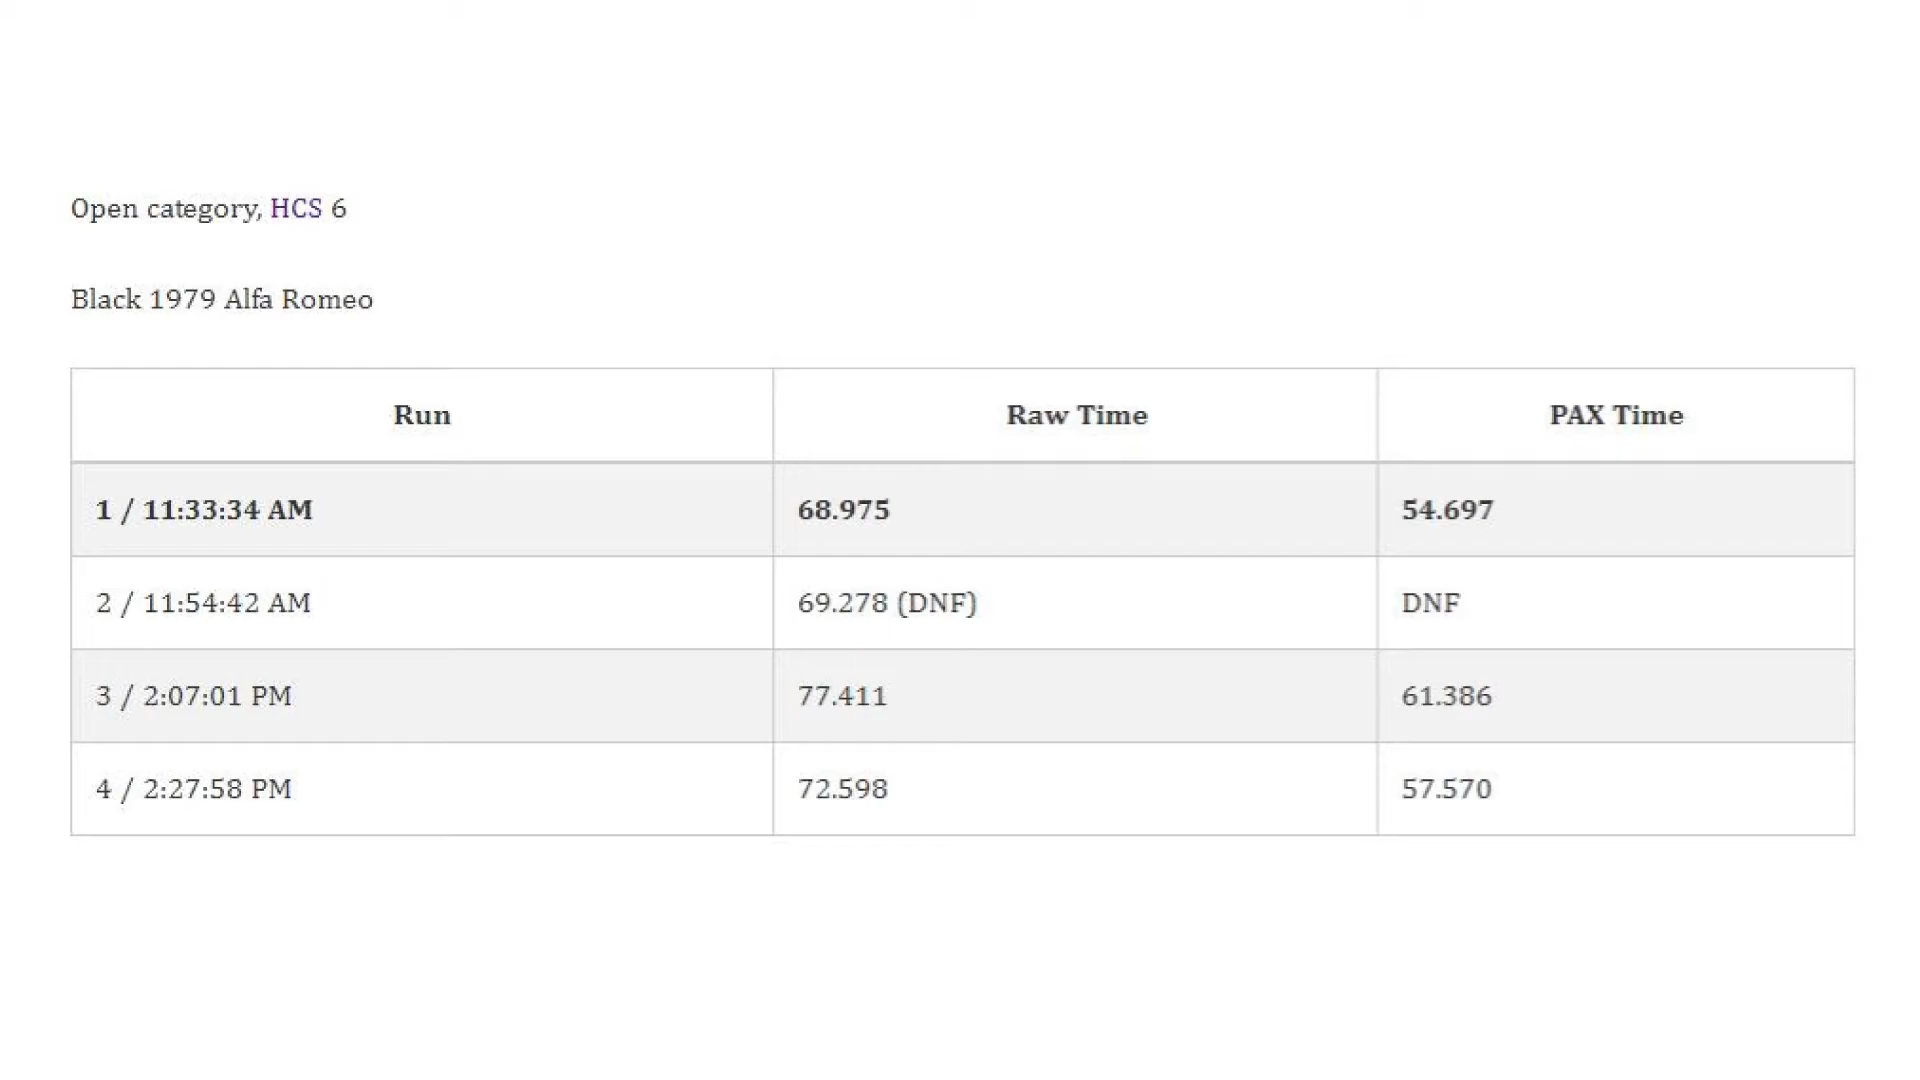 Open category, HCS 6
Black 1979 Alfa Romeo
Run Raw Time PAX Time
1 / 11:33:34 AM 68.975 54.697
2 / 11:54:42 AM 69.278 (DNF) DNF
3 / 2:07:01 PM 77.411 61.386
4 / 2:27:58 PM 72.598 57.570